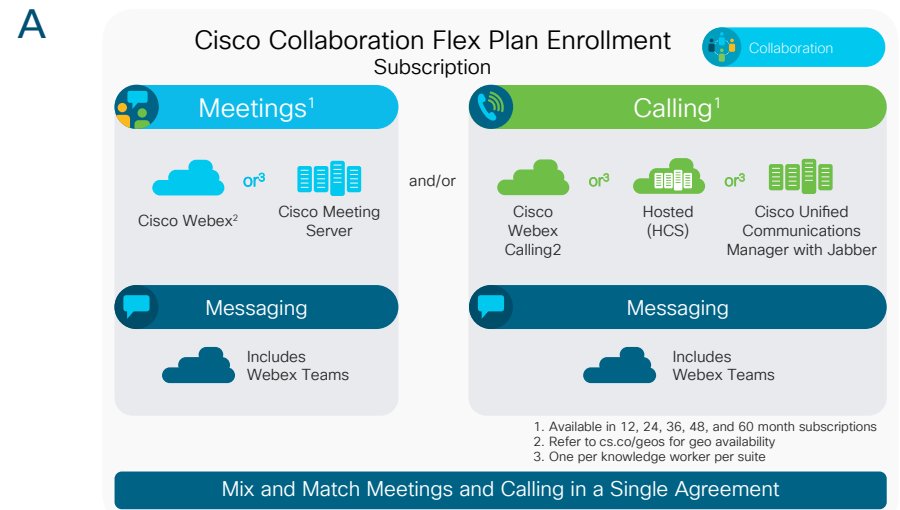 A
Cisco Collaboration Flex Plan Enrollment
Subscription
Collaboration
Meetings¹
Calling¹
or³
and/or
or³
or³
Cisco Webex²
Cisco Meeting
Server
Cisco
Webex
Calling2
Hosted
(HCS)
Cisco Unified
Communications
Manager with Jabber
Messaging
Messaging
Includes
Webex Teams
Includes
Webex Teams
1. Available in 12, 24, 36, 48, and 60 month subscriptions
2. Refer to cs.co/geos for geo availability
3. One per knowledge worker per suite
Mix and Match Meetings and Calling in a Single Agreement